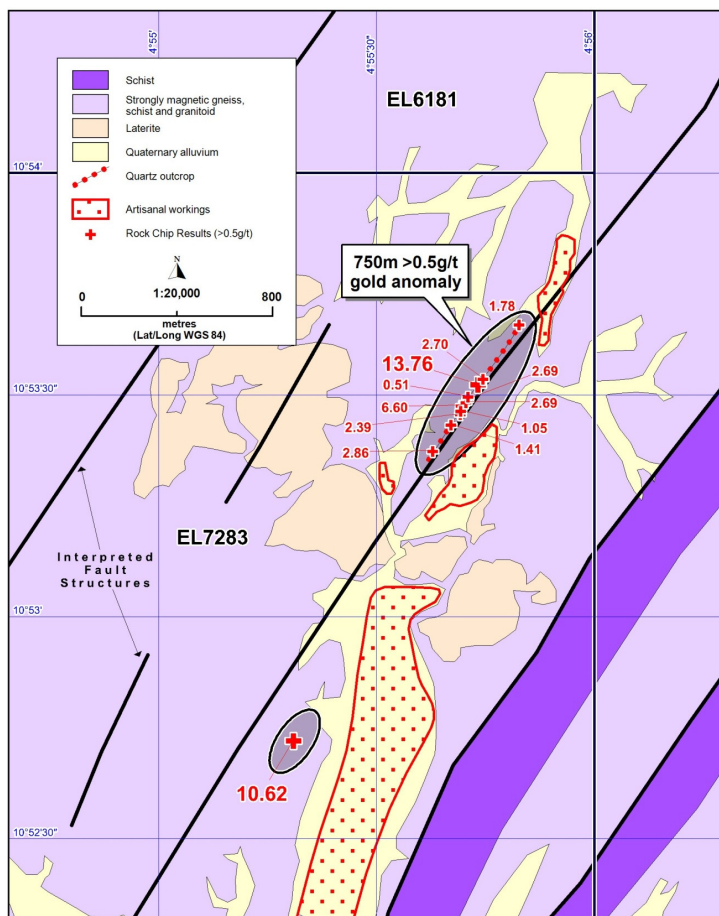 4°55'
4°55'30"
4°56'
Schist
Strongly magnetic gneiss,
schist and granitoid
Laterite
Quaternary alluvium
Quartz outcrop
Artisanal workings
Rock Chip Results (>0.5g/t)
N
0
1:20,000
800
metres
(Lat/Long WGS 84)
EL6181
10°54'
750m >0.5g/t
gold anomaly
1.78
2.70
13.76
0.51
2.69
10°53'30"
6.60
2.69
2.39
1.05
2.86
1.41
EL7283
Interpreted
Fault
Structures
10°53'
10.62
10°52'30"